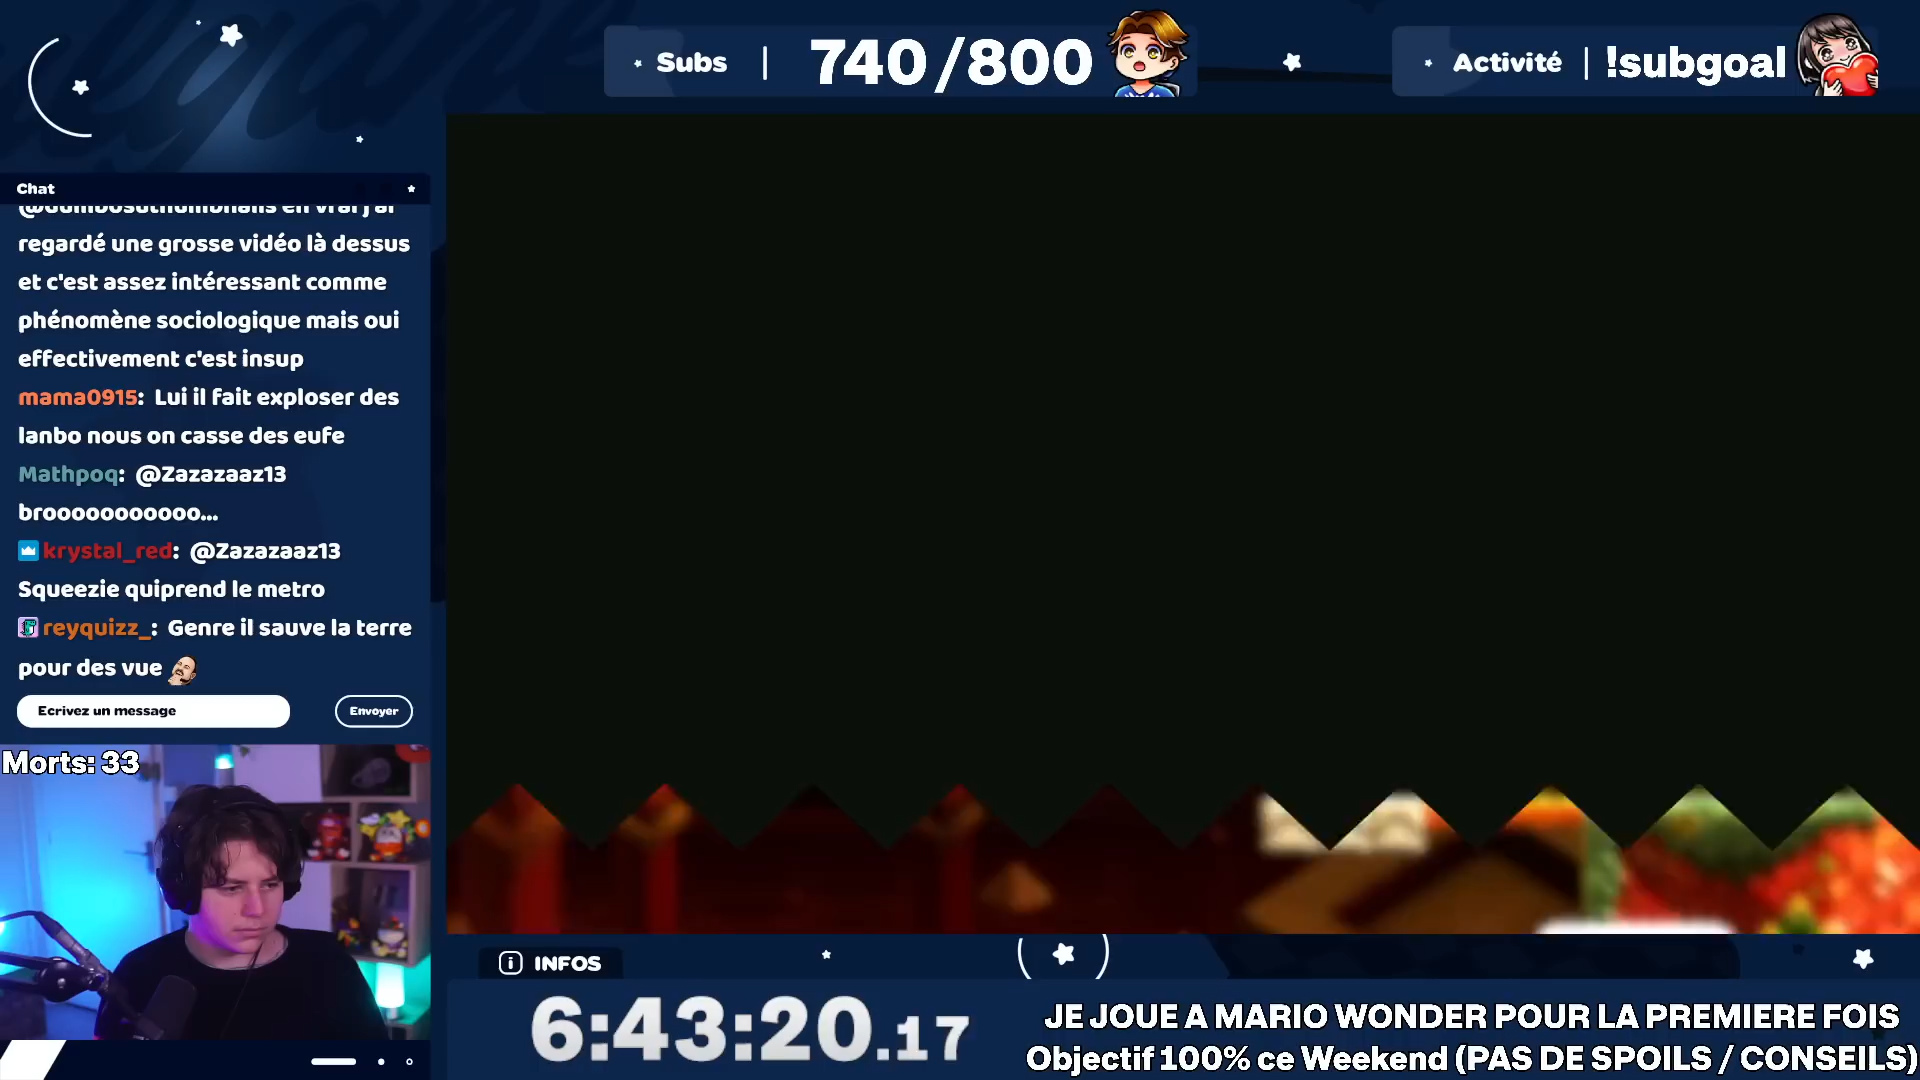 Subs | 740/800
Activité | !subgoal
Chat
en vrai j'ai
regardé une grosse vidéo là dessus
et c'est assez intéressant comme
phénomène sociologique mais oui
effectivement c'est insup
mama0915: Lui il fait exploser des
lanbo nous on casse des eufe
Mathpoq: @Zazazaaz13
brooooooooooo...
krystal_red: @Zazazaaz13
Squeezie quiprend le metro
reyquizz_: Genre il sauve la terre
pour des vue
Ecrivez un message
Envoyer
Morts: 33
INFOS
6:43:20.17
JE JOUE A MARIO WONDER POUR LA PREMIERE FOIS
Objectif 100% ce Weekend (PAS DE SPOILS / CONSEILS)